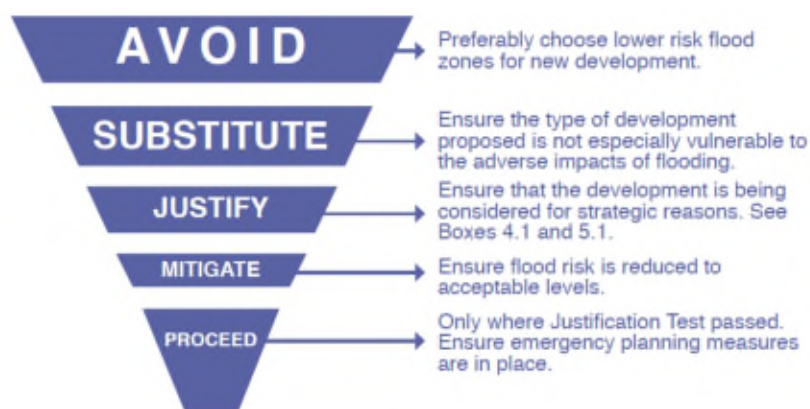 AVOID
Preferably choose lower risk flood
zones for new development.
SUBSTITUTE
Ensure the type of development
proposed is not especially vulnerable to
the adverse impacts of flooding.
JUSTIFY
Ensure that the development is being
considered for strategic reasons. See
Boxes 4.1 and 5.1.
MITIGATE
Ensure flood risk is reduced to
acceptable levels.
PROCEED
Only where Justification Test passed.
Ensure emergency planning measures
are in place.